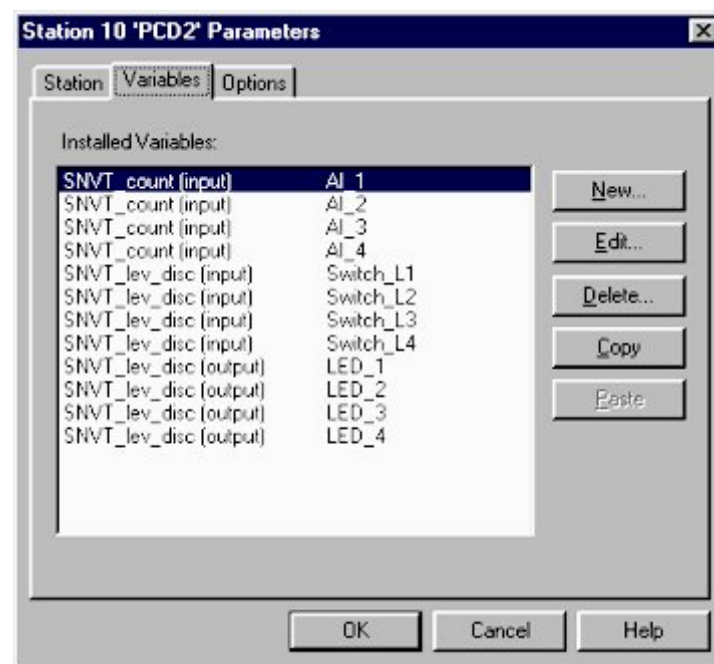 Station 10 'PCD2' Parameters
Station Variables Options
Installed Variables:
SNVT_count (input) AI_1
SNVT_count (input) AI_2
SNVT_count (input) AI_3
SNVT_count (input) AI_4
SNVT_lev_disc (input) Switch_L1
SNVT_lev_disc (input) Switch_L2
SNVT_lev_disc (input) Switch_L3
SNVT_lev_disc (input) Switch_L4
SNVT_lev_disc (output) LED_1
SNVT_lev_disc (output) LED_2
SNVT_lev_disc (output) LED_3
SNVT_lev_disc (output) LED_4
New...
Edit...
Delete...
Copy
Paste
OK Cancel Help